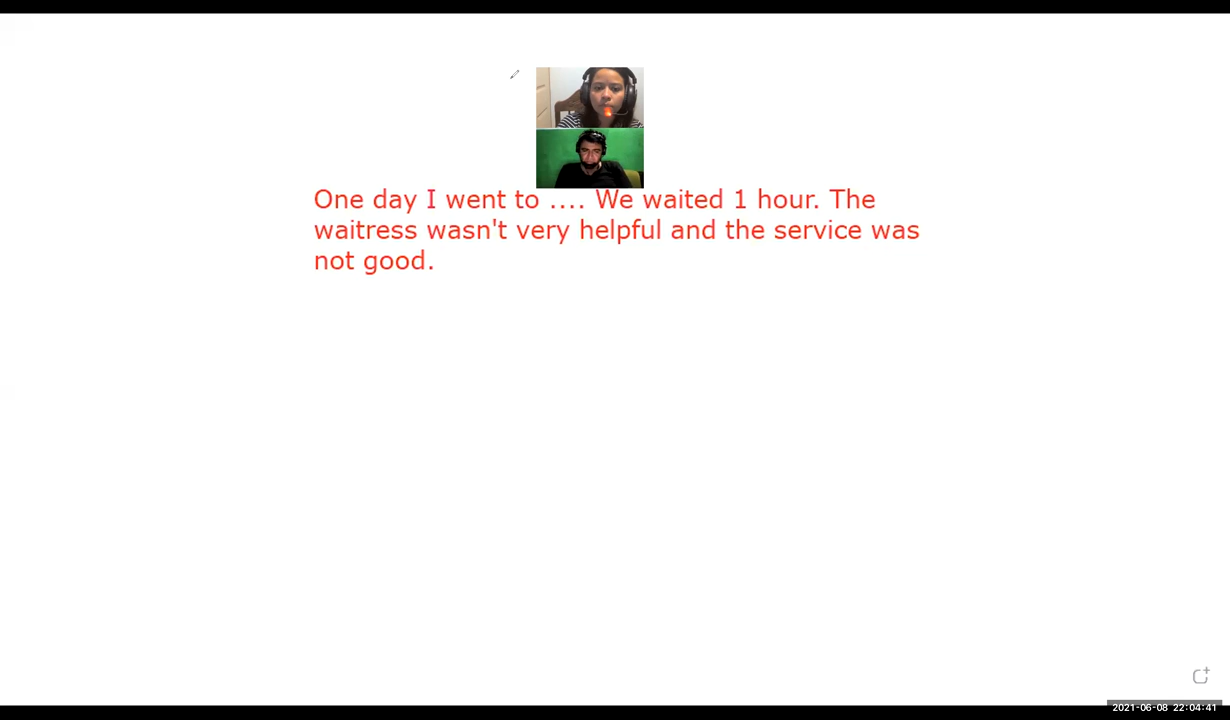 One day I went to .... We waited 1 hour. The
waitress wasn't very helpful and the service was
not good.
2021-06-08 22:04:41